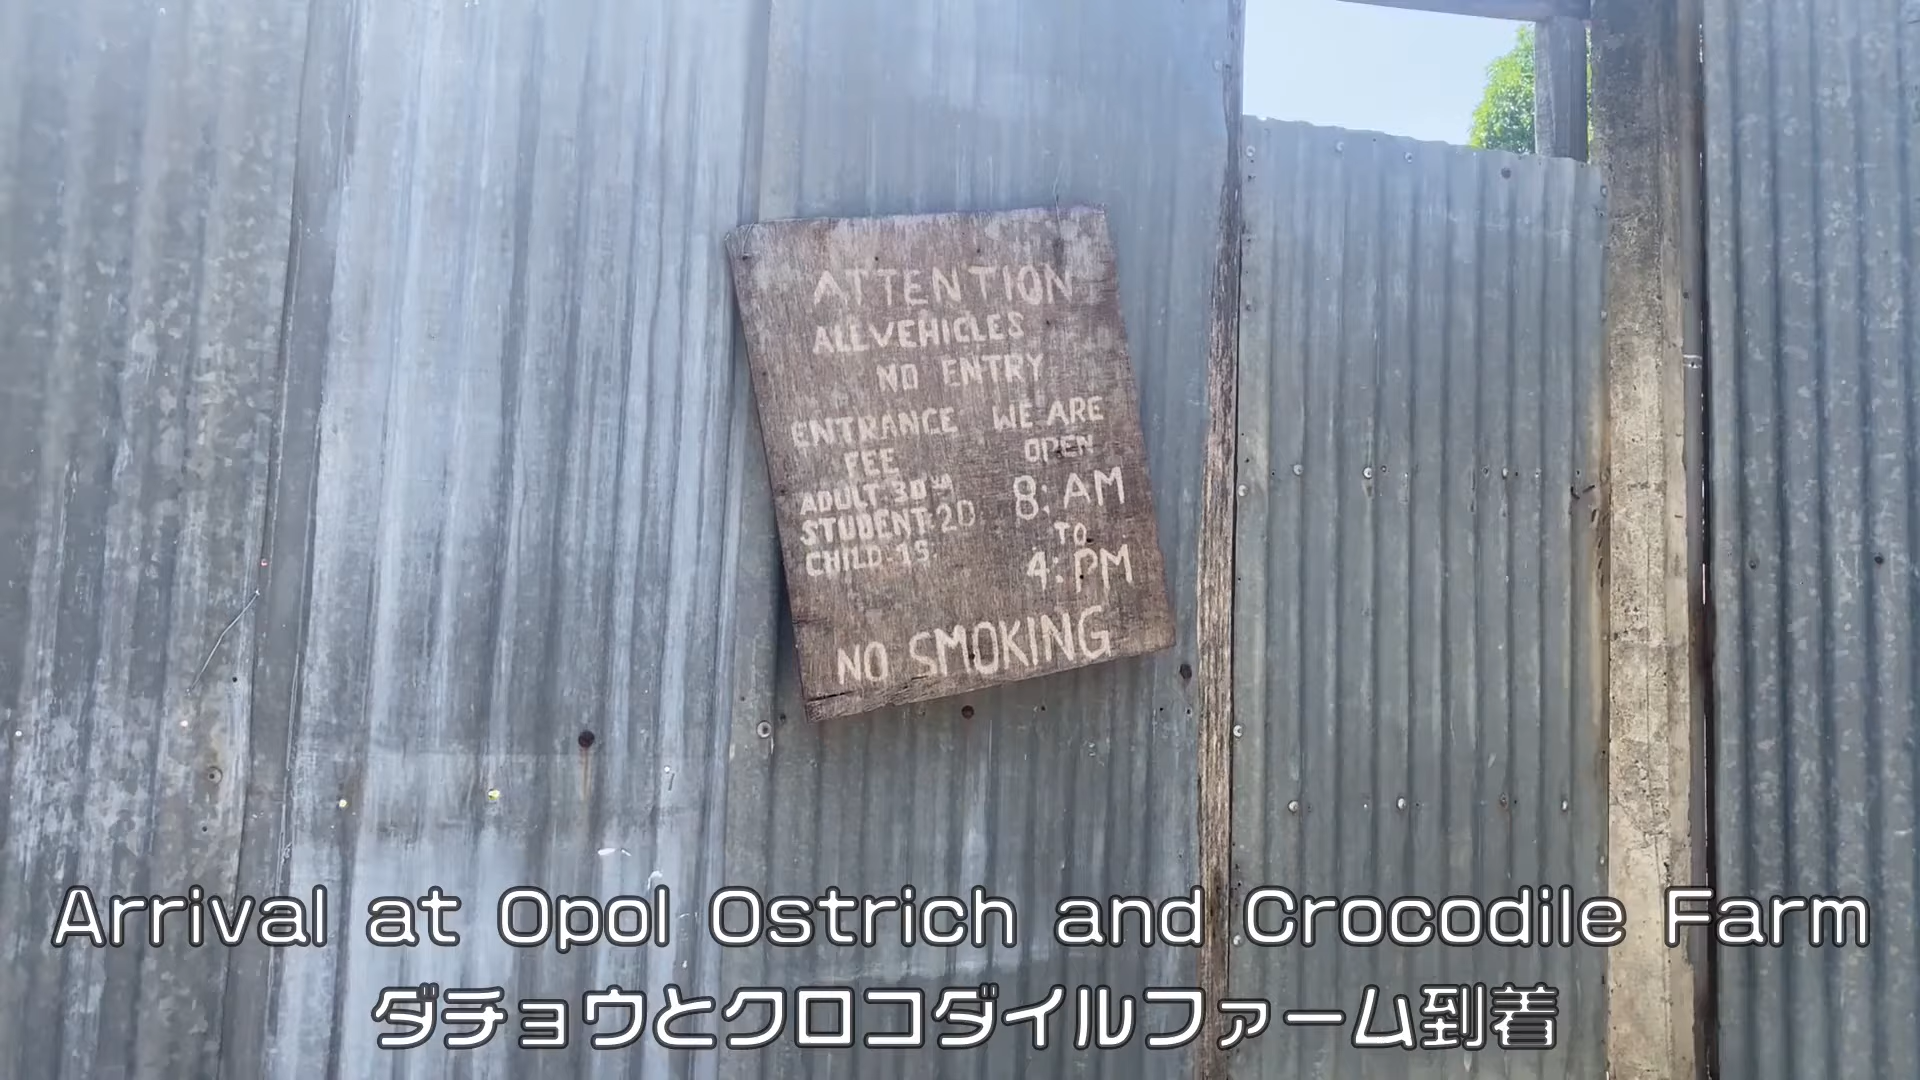 ATTENTION
ALL VEHICLES
NO ENTRY
ENTRANCE
FEE
ADULT 30
STUDENT 20
CHILD-15
WE ARE
OPEN
8: AM
TO
4: PM
NO SMOKING
Arrival at Opol Ostrich and Crocodile Farm
ダチョウとクロコダイルファーム到着